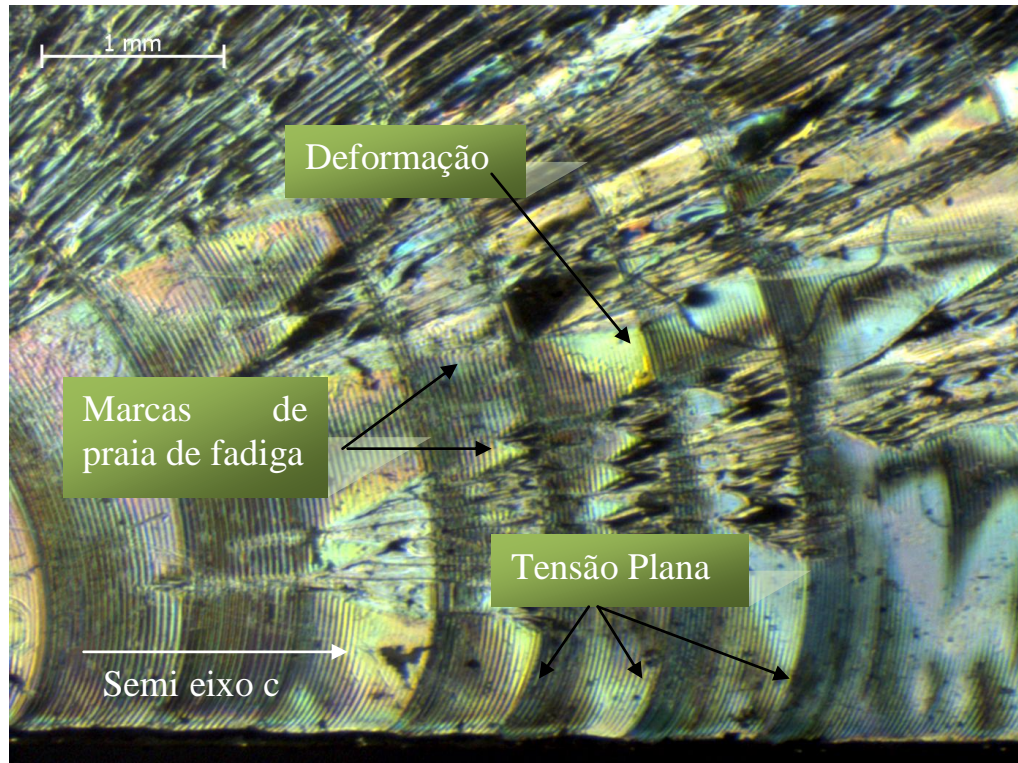 1 mm
Deformação
Marcas de
praia de fadiga
Tensão Plana
Semi eixo c